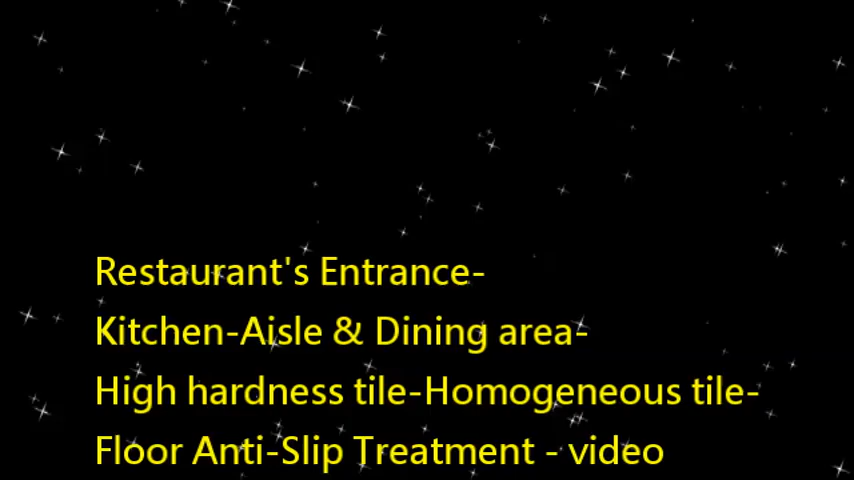 Restaurant's Entrance-
Kitchen-Aisle & Dining area-
High hardness tile-Homogeneous tile-
Floor Anti-Slip Treatment - video